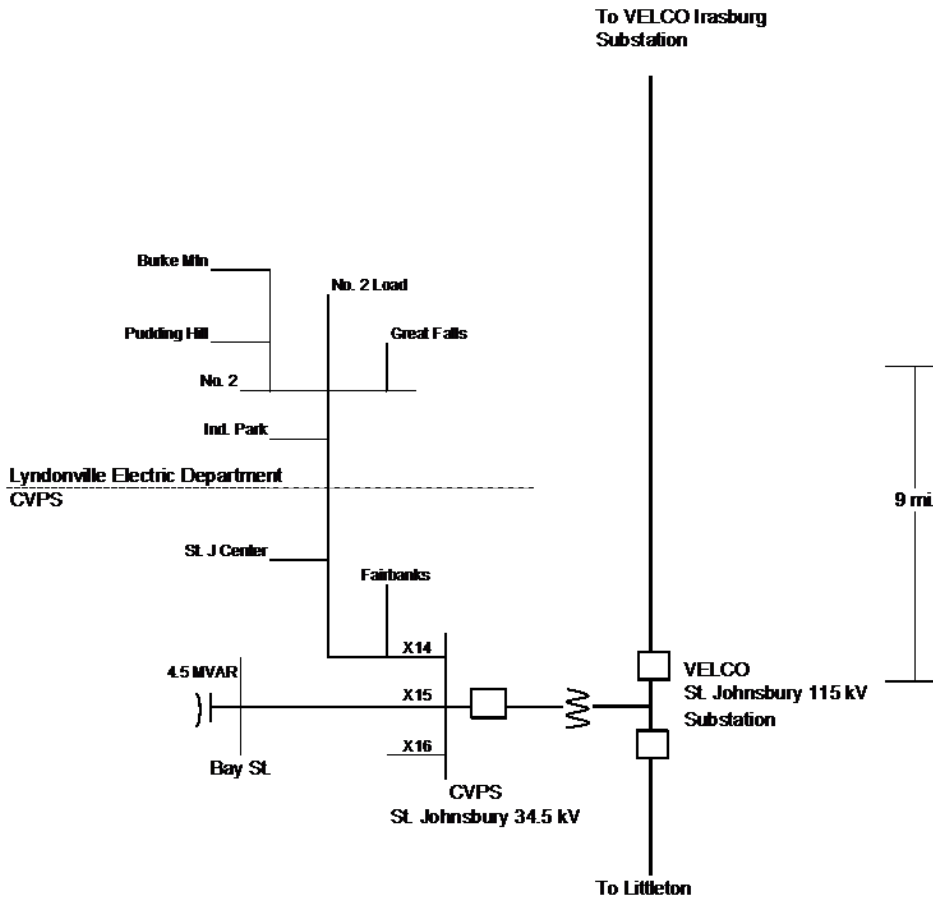 To VELCO Irasburg
Substation
Burke Mtn
No. 2 Load
Pudding Hill
Great Falls
No. 2
Ind. Park
Lyndonville Electric Department
CVPS
9 mi.
St. J Center
Fairbanks
X14
4.5 MVAR
X15
VELCO
St. Johnsbury 115 kV
Substation
X16
Bay St.
CVPS
St. Johnsbury 34.5 kV
To Littleton